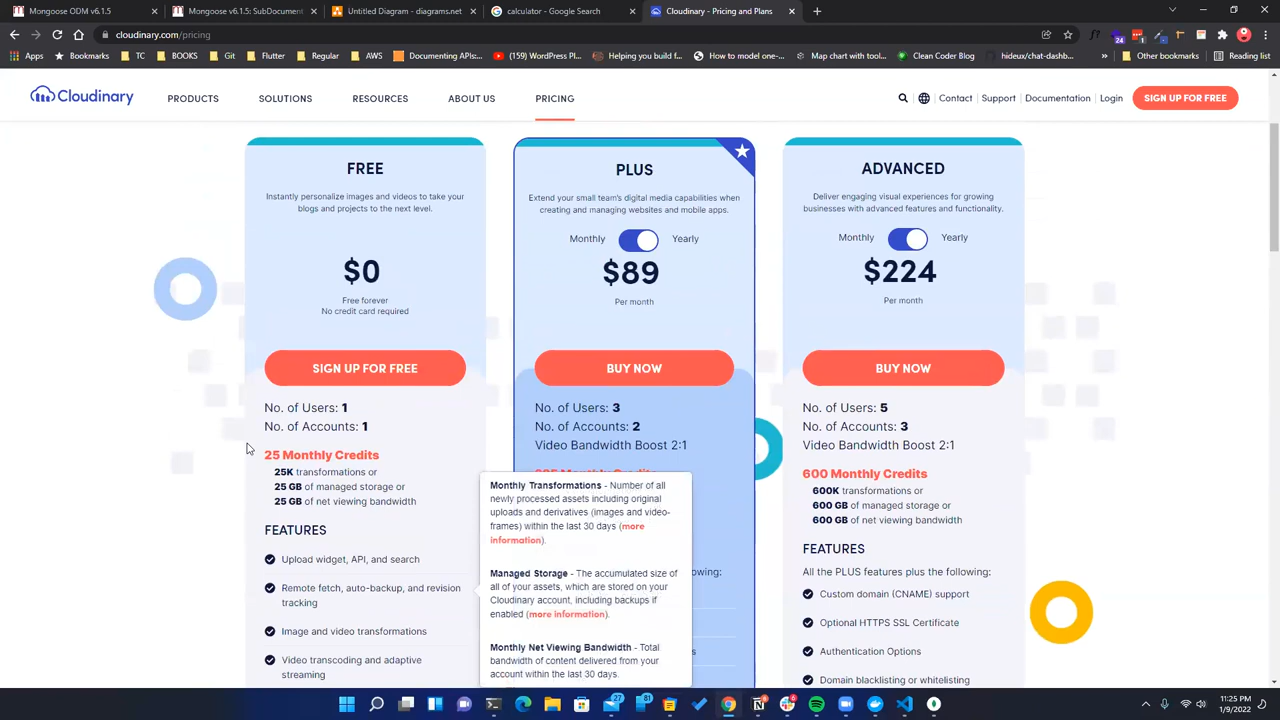 Mongoose ODM v6.1.5
Mongoose v6.1.5: SubDocument
Untitled Diagram - diagrams.net
calculator - Google Search
Cloudinary - Pricing and Plans
cloudinary.com/pricing
24
Apps
Bookmarks
TC
BOOKS
Git
Flutter
Regular
AWS
Documenting APIs:...
(159) WordPress To...
Helping you build f...
How to model one-...
Map chart with tool...
Clean Coder Blog
hideux/chat-dashb...
Reading list
Cloudinary
PRODUCTS
SOLUTIONS
RESOURCES
ABOUT US
PRICING
Contact
Support
Documentation
Login
SIGN UP FOR FREE
FREE
Instantly personalize images and videos to take your
blogs and projects to the next level.
$0
Free forever
No credit card required
SIGN UP FOR FREE
No. of Users: 1
No. of Accounts: 1
25 Monthly Credits
25K transformations or
25 GB of managed storage or
25 GB of net viewing bandwidth
FEATURES
Upload widget, API, and search
Remote fetch, auto-backup, and revision
tracking
Image and video transformations
Video transcoding and adaptive
streaming
PLUS
Extend your small team's digital media capabilities when
creating and managing websites and mobile apps.
Monthly
Yearly
$89
Per month
BUY NOW
No. of Users: 3
No. of Accounts: 2
Video Bandwidth Boost 2:1
Monthly Transformations - Number of all
newly processed assets including original
uploads and derivatives (images and video-
frames) within the last 30 days (more
information).
Managed Storage - The accumulated size of
all of your assets, which are stored on your
Cloudinary account, including backups if
enabled (more information).
Monthly Net Viewing Bandwidth - Total
bandwidth of content delivered from your
account within the last 30 days.
ADVANCED
Deliver engaging visual experiences for growing
businesses with advanced features and functionality.
Monthly
Yearly
$224
Per month
BUY NOW
No. of Users: 5
No. of Accounts: 3
Video Bandwidth Boost 2:1
600 Monthly Credits
600K transformations or
600 GB of managed storage or
600 GB of net viewing bandwidth
FEATURES
All the PLUS features plus the following:
Custom domain (CNAME) support
Optional HTTPS SSL Certificate
Authentication Options
Domain blacklisting or whitelisting
27
81
11:25 PM
1/9/2022